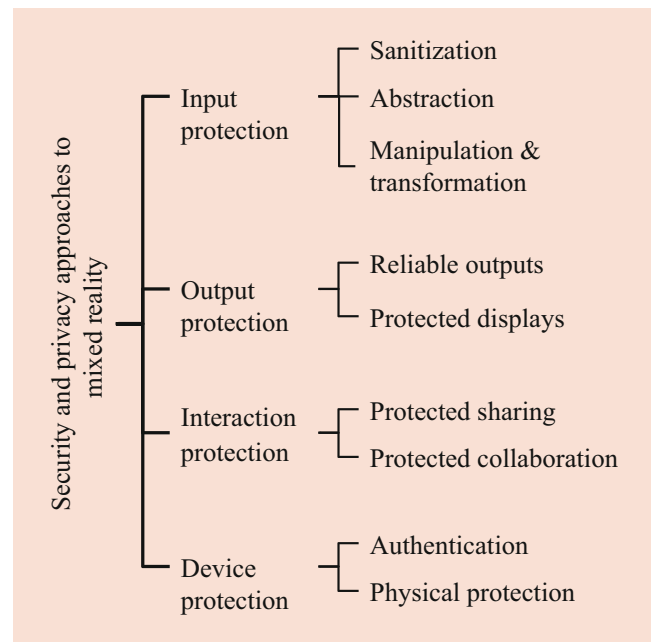 Security and privacy approaches to
mixed reality
Input
protection
Sanitization
Abstraction
Manipulation &
transformation
Output
protection
Reliable outputs
Protected displays
Interaction
protection
Protected sharing
Protected collaboration
Device
protection
Authentication
Physical protection